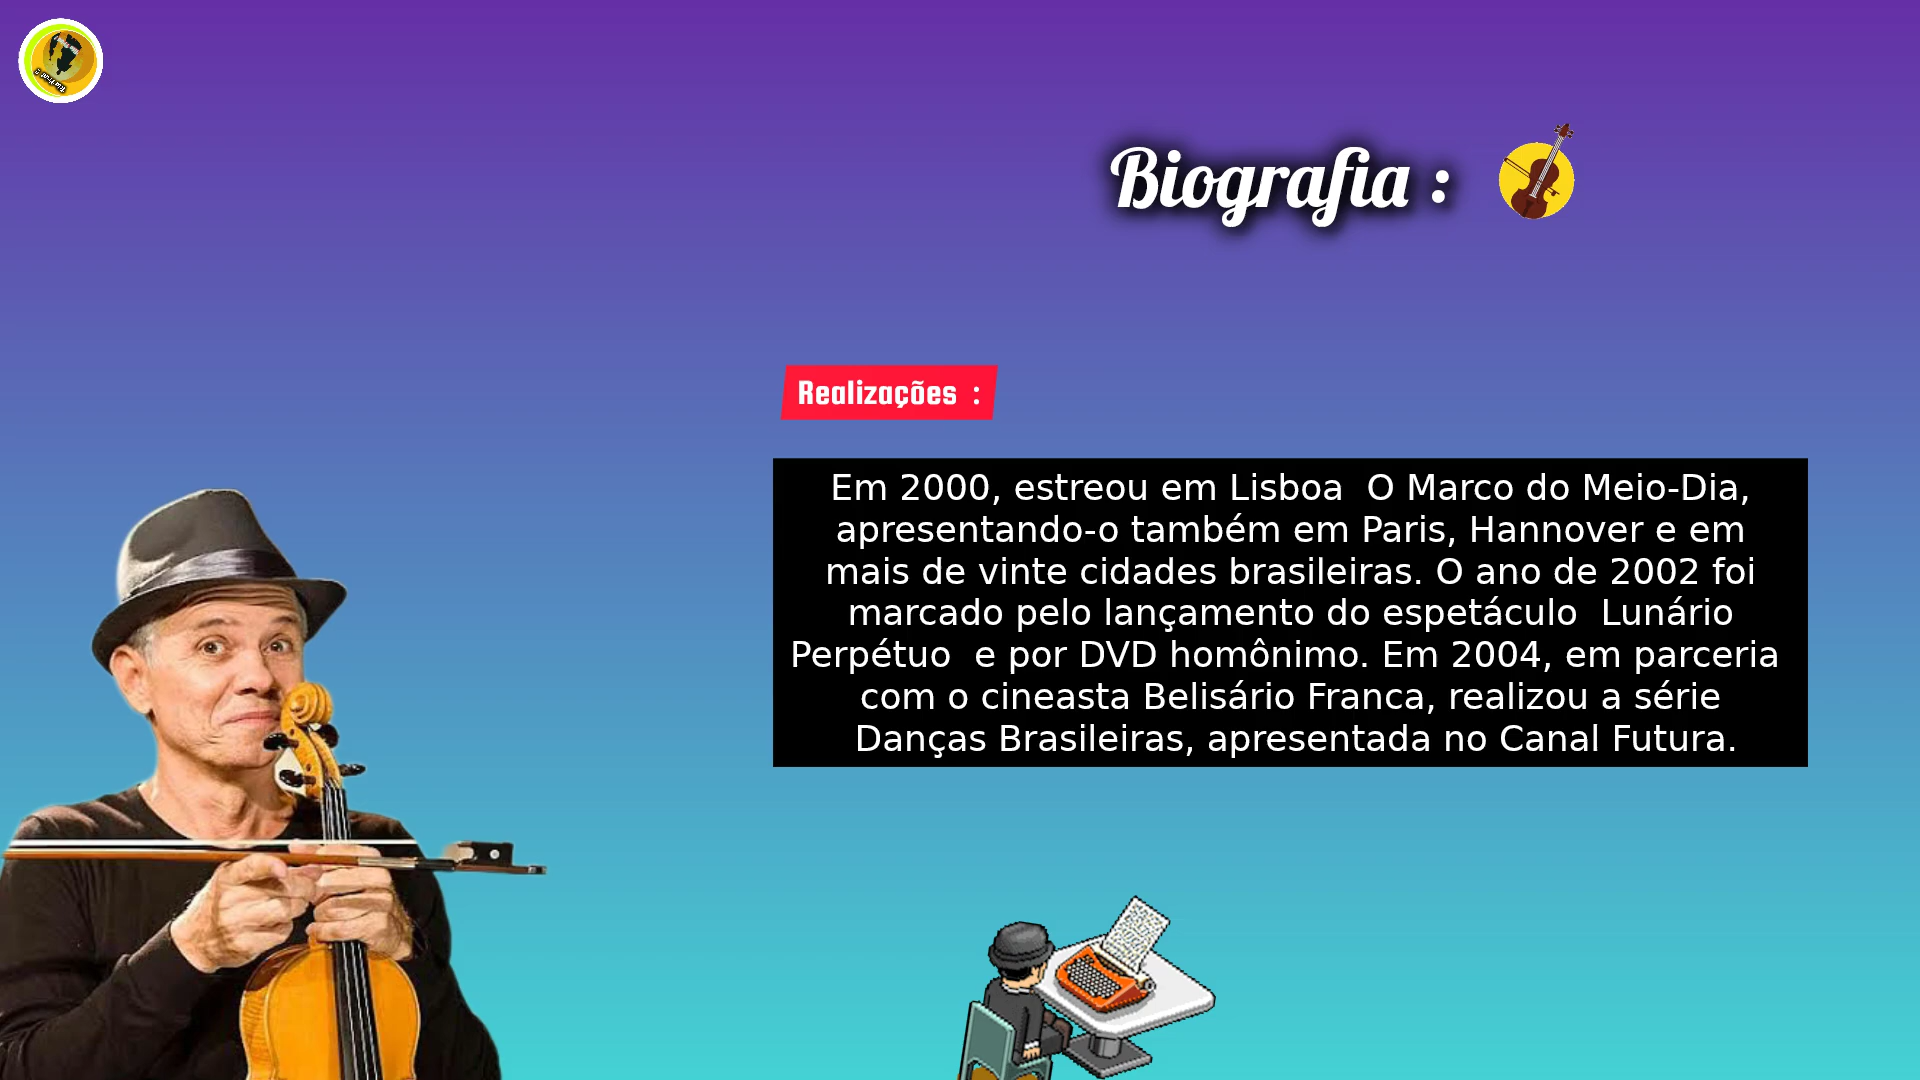 Biografia :
Realizações :
Em 2000, estreou em Lisboa  O Marco do Meio-Dia,
apresentando-o também em Paris, Hannover e em
mais de vinte cidades brasileiras. O ano de 2002 foi
marcado pelo lançamento do espetáculo  Lunário
Perpétuo  e por DVD homônimo. Em 2004, em parceria
com o cineasta Belisário Franca, realizou a série
Danças Brasileiras, apresentada no Canal Futura.